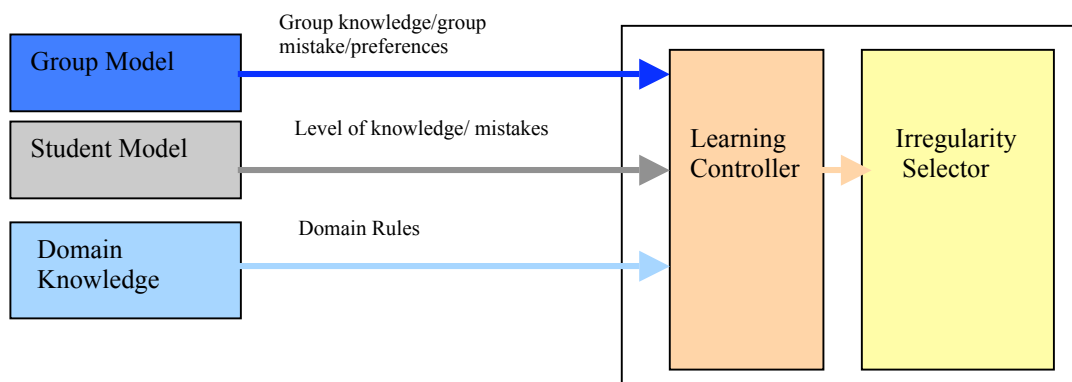 Group knowledge/group
mistake/preferences
Group Model
Level of knowledge/ mistakes
Student Model
Learning
Controller
Irregularity
Selector
Domain Rules
Domain
Knowledge